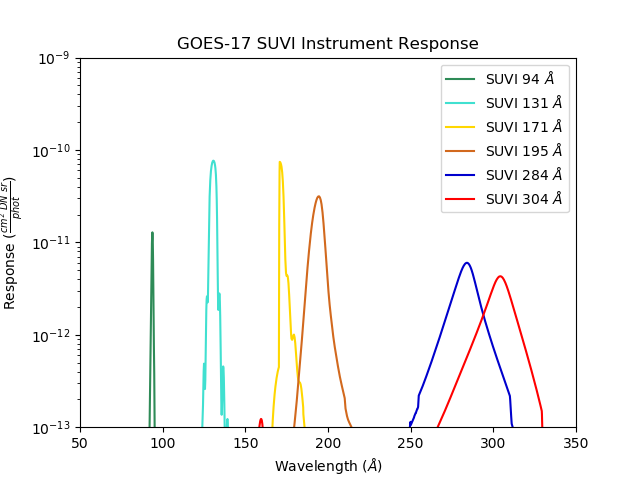 GOES-17 SUVI Instrument Response
10⁻⁹
10⁻¹⁰
10⁻¹¹
10⁻¹²
10⁻¹³
Response (cm² DN sr / phot)
SUVI 94 Å
SUVI 131 Å
SUVI 171 Å
SUVI 195 Å
SUVI 284 Å
SUVI 304 Å
50 100 150 200 250 300 350
Wavelength (Å)